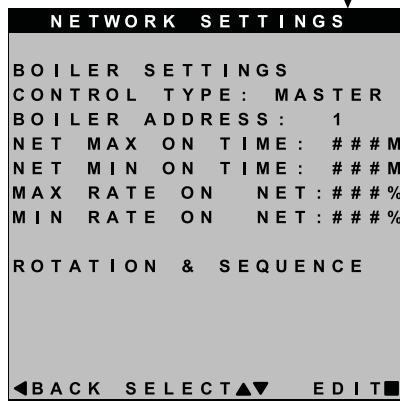 NETWORK SETTINGS
BOILER SETTINGS
CONTROL TYPE: MASTER
BOILER ADDRESS: 1
NET MAX ON TIME: ###M
NET MIN ON TIME: ###M
MAX RATE ON NET:###%
MIN RATE ON NET:###%
ROTATION & SEQUENCE
◀BACK SELECT▲▼ EDIT■